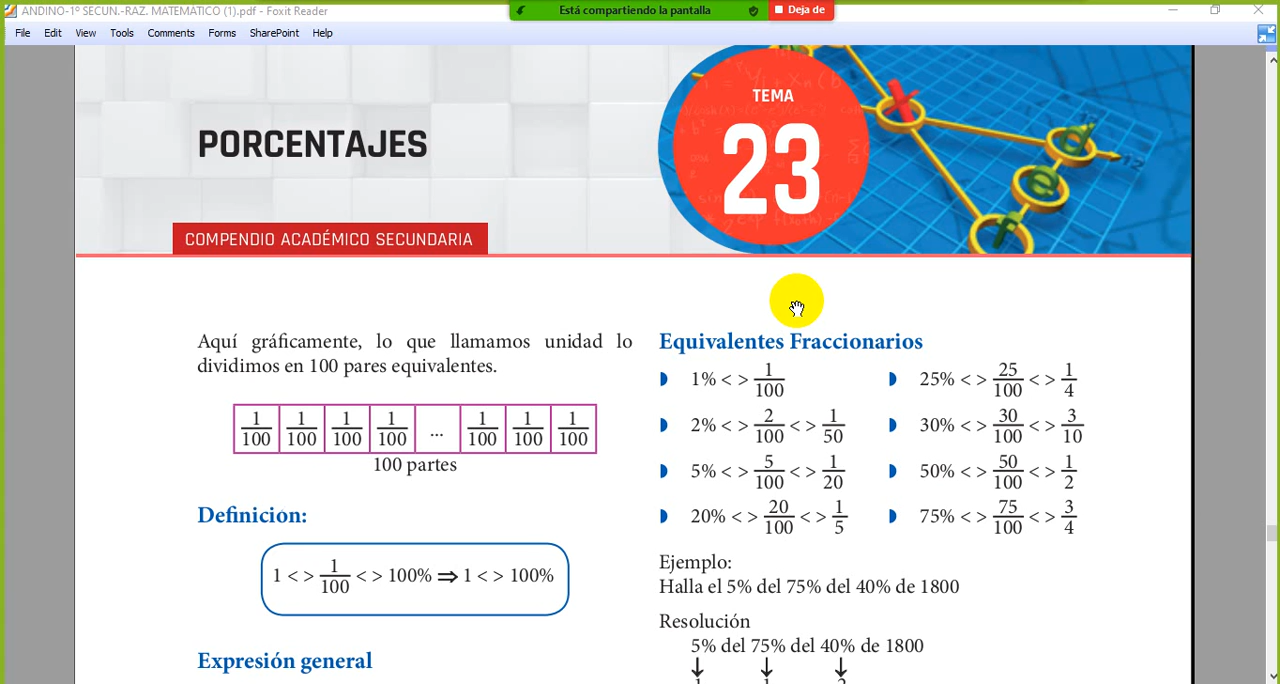 ANDINO-1º SECUN.-RAZ. MATEMATICO (1).pdf - Foxit Reader
Está compartiendo la pantalla
Deja de
File Edit View Tools Comments Forms SharePoint Help
PORCENTAJES
TEMA
23
COMPENDIO ACADÉMICO SECUNDARIA
Aquí gráficamente, lo que llamamos unidad lo
dividimos en 100 pares equivalentes.
1/100 1/100 1/100 1/100 ... 1/100 1/100 1/100
100 partes
Definicion:
1 < > 1/100 < > 100% ⇒ 1 < > 100%
Expresión general
Equivalentes Fraccionarios
1% < > 1/100
25% < > 25/100 < > 1/4
2% < > 2/100 < > 1/50
30% < > 30/100 < > 3/10
5% < > 5/100 < > 1/20
50% < > 50/100 < > 1/2
20% < > 20/100 < > 1/5
75% < > 75/100 < > 3/4
Ejemplo:
Halla el 5% del 75% del 40% de 1800
Resolución
5% del 75% del 40% de 1800